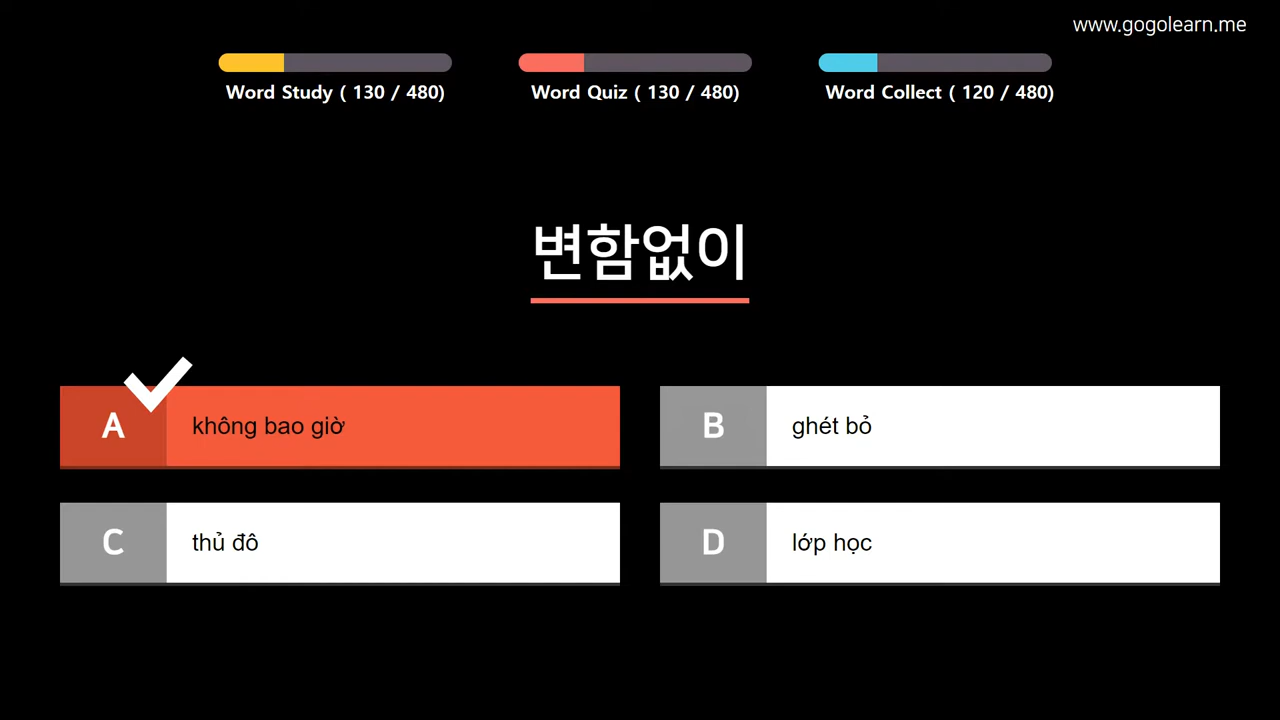 www.gogolearn.me
Word Study ( 130 / 480)
Word Quiz ( 130 / 480)
Word Collect ( 120 / 480)
변함없이
A không bao giờ
B ghét bỏ
C thủ đô
D lớp học